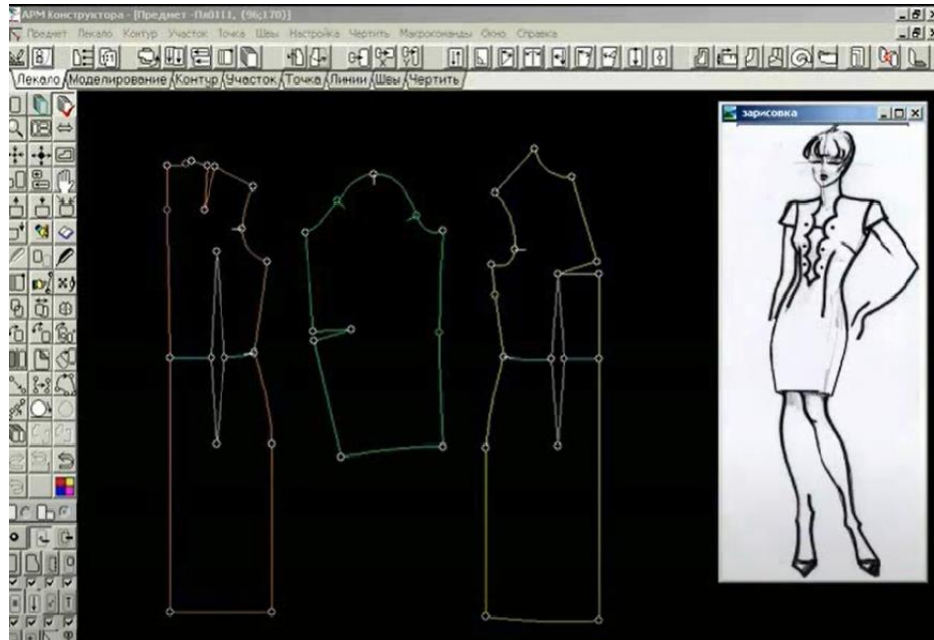 АРМ Конструктора - [Предмет -Пл0111, (96;170)]
Предмет Лекало Контур Участок Точка Швы Настройка Чертить Макрокоманды Окно Справка
Лекало Моделирование Контур Участок Точка Линии Швы Чертить
зарисовка